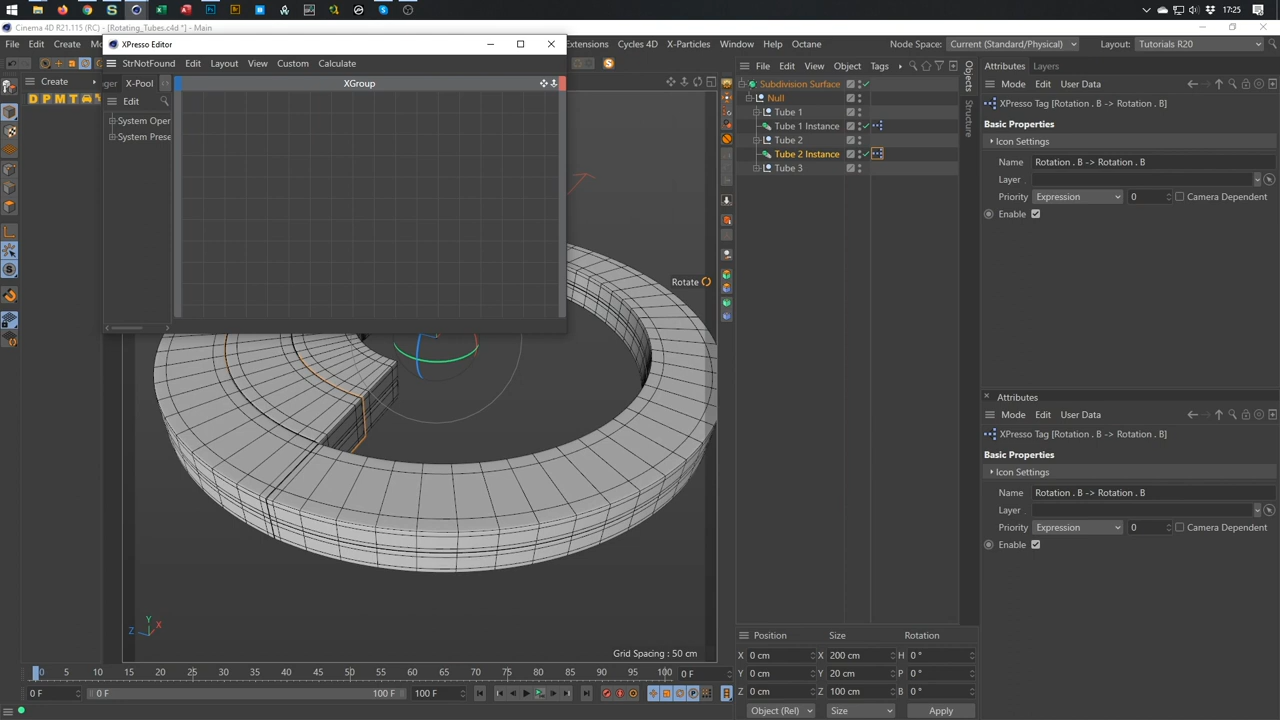 17:25
Cinema 4D R21.115 (RC) - [Rotating_Tubes.c4d *] - Main
File Edit Create
Extensions Cycles 4D X-Particles Window Help Octane
Node Space: Current (Standard/Physical)
Layout: Tutorials R20
XPresso Editor
StrNotFound Edit Layout View Custom Calculate
X-Pool
XGroup
Edit
System Oper
System Prese
Create
D P M T
File Edit View Object Tags
Subdivision Surface
Null
Tube 1
Tube 1 Instance
Tube 2
Tube 2 Instance
Tube 3
Objects
Structure
Attributes Layers
Mode Edit User Data
XPresso Tag [Rotation . B -> Rotation . B]
Basic Properties
Icon Settings
Name Rotation . B -> Rotation . B
Layer
Priority Expression 0 Camera Dependent
Enable
Attributes
Mode Edit User Data
XPresso Tag [Rotation . B -> Rotation . B]
Basic Properties
Icon Settings
Name Rotation . B -> Rotation . B
Layer
Priority Expression 0 Camera Dependent
Enable
Rotate
Y
X
Z
Grid Spacing : 50 cm
0 5 10 15 20 25 30 35 40 45 50 55 60 65 70 75 80 85 90 95 100 0 F
0 F 0 F 100 F 100 F
Position Size Rotation
X 0 cm X 200 cm H 0 °
Y 0 cm Y 20 cm P 0 °
Z 0 cm Z 100 cm B 0 °
Object (Rel) Size Apply